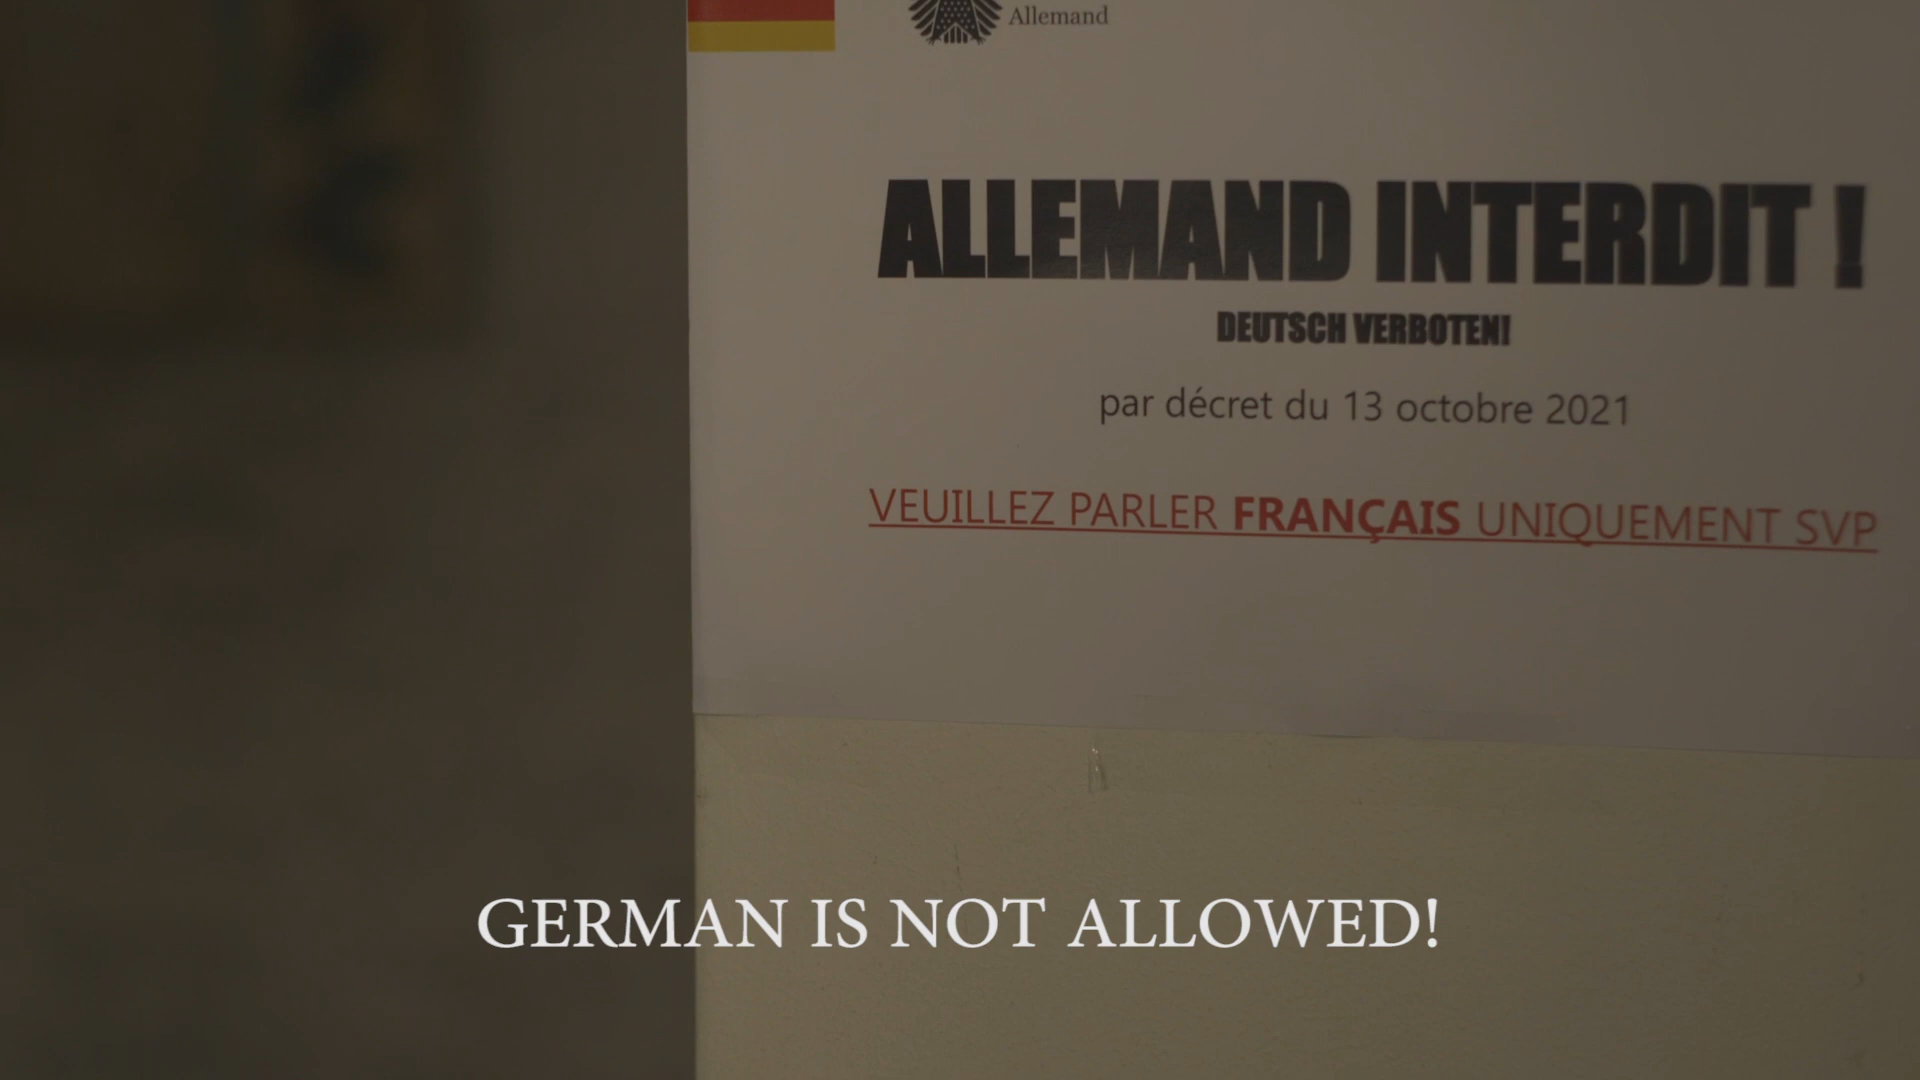 Allemand
ALLEMAND INTERDIT !
DEUTSCH VERBOTEN!
par décret du 13 octobre 2021
VEUILLEZ PARLER FRANÇAIS UNIQUEMENT SVP
GERMAN IS NOT ALLOWED!